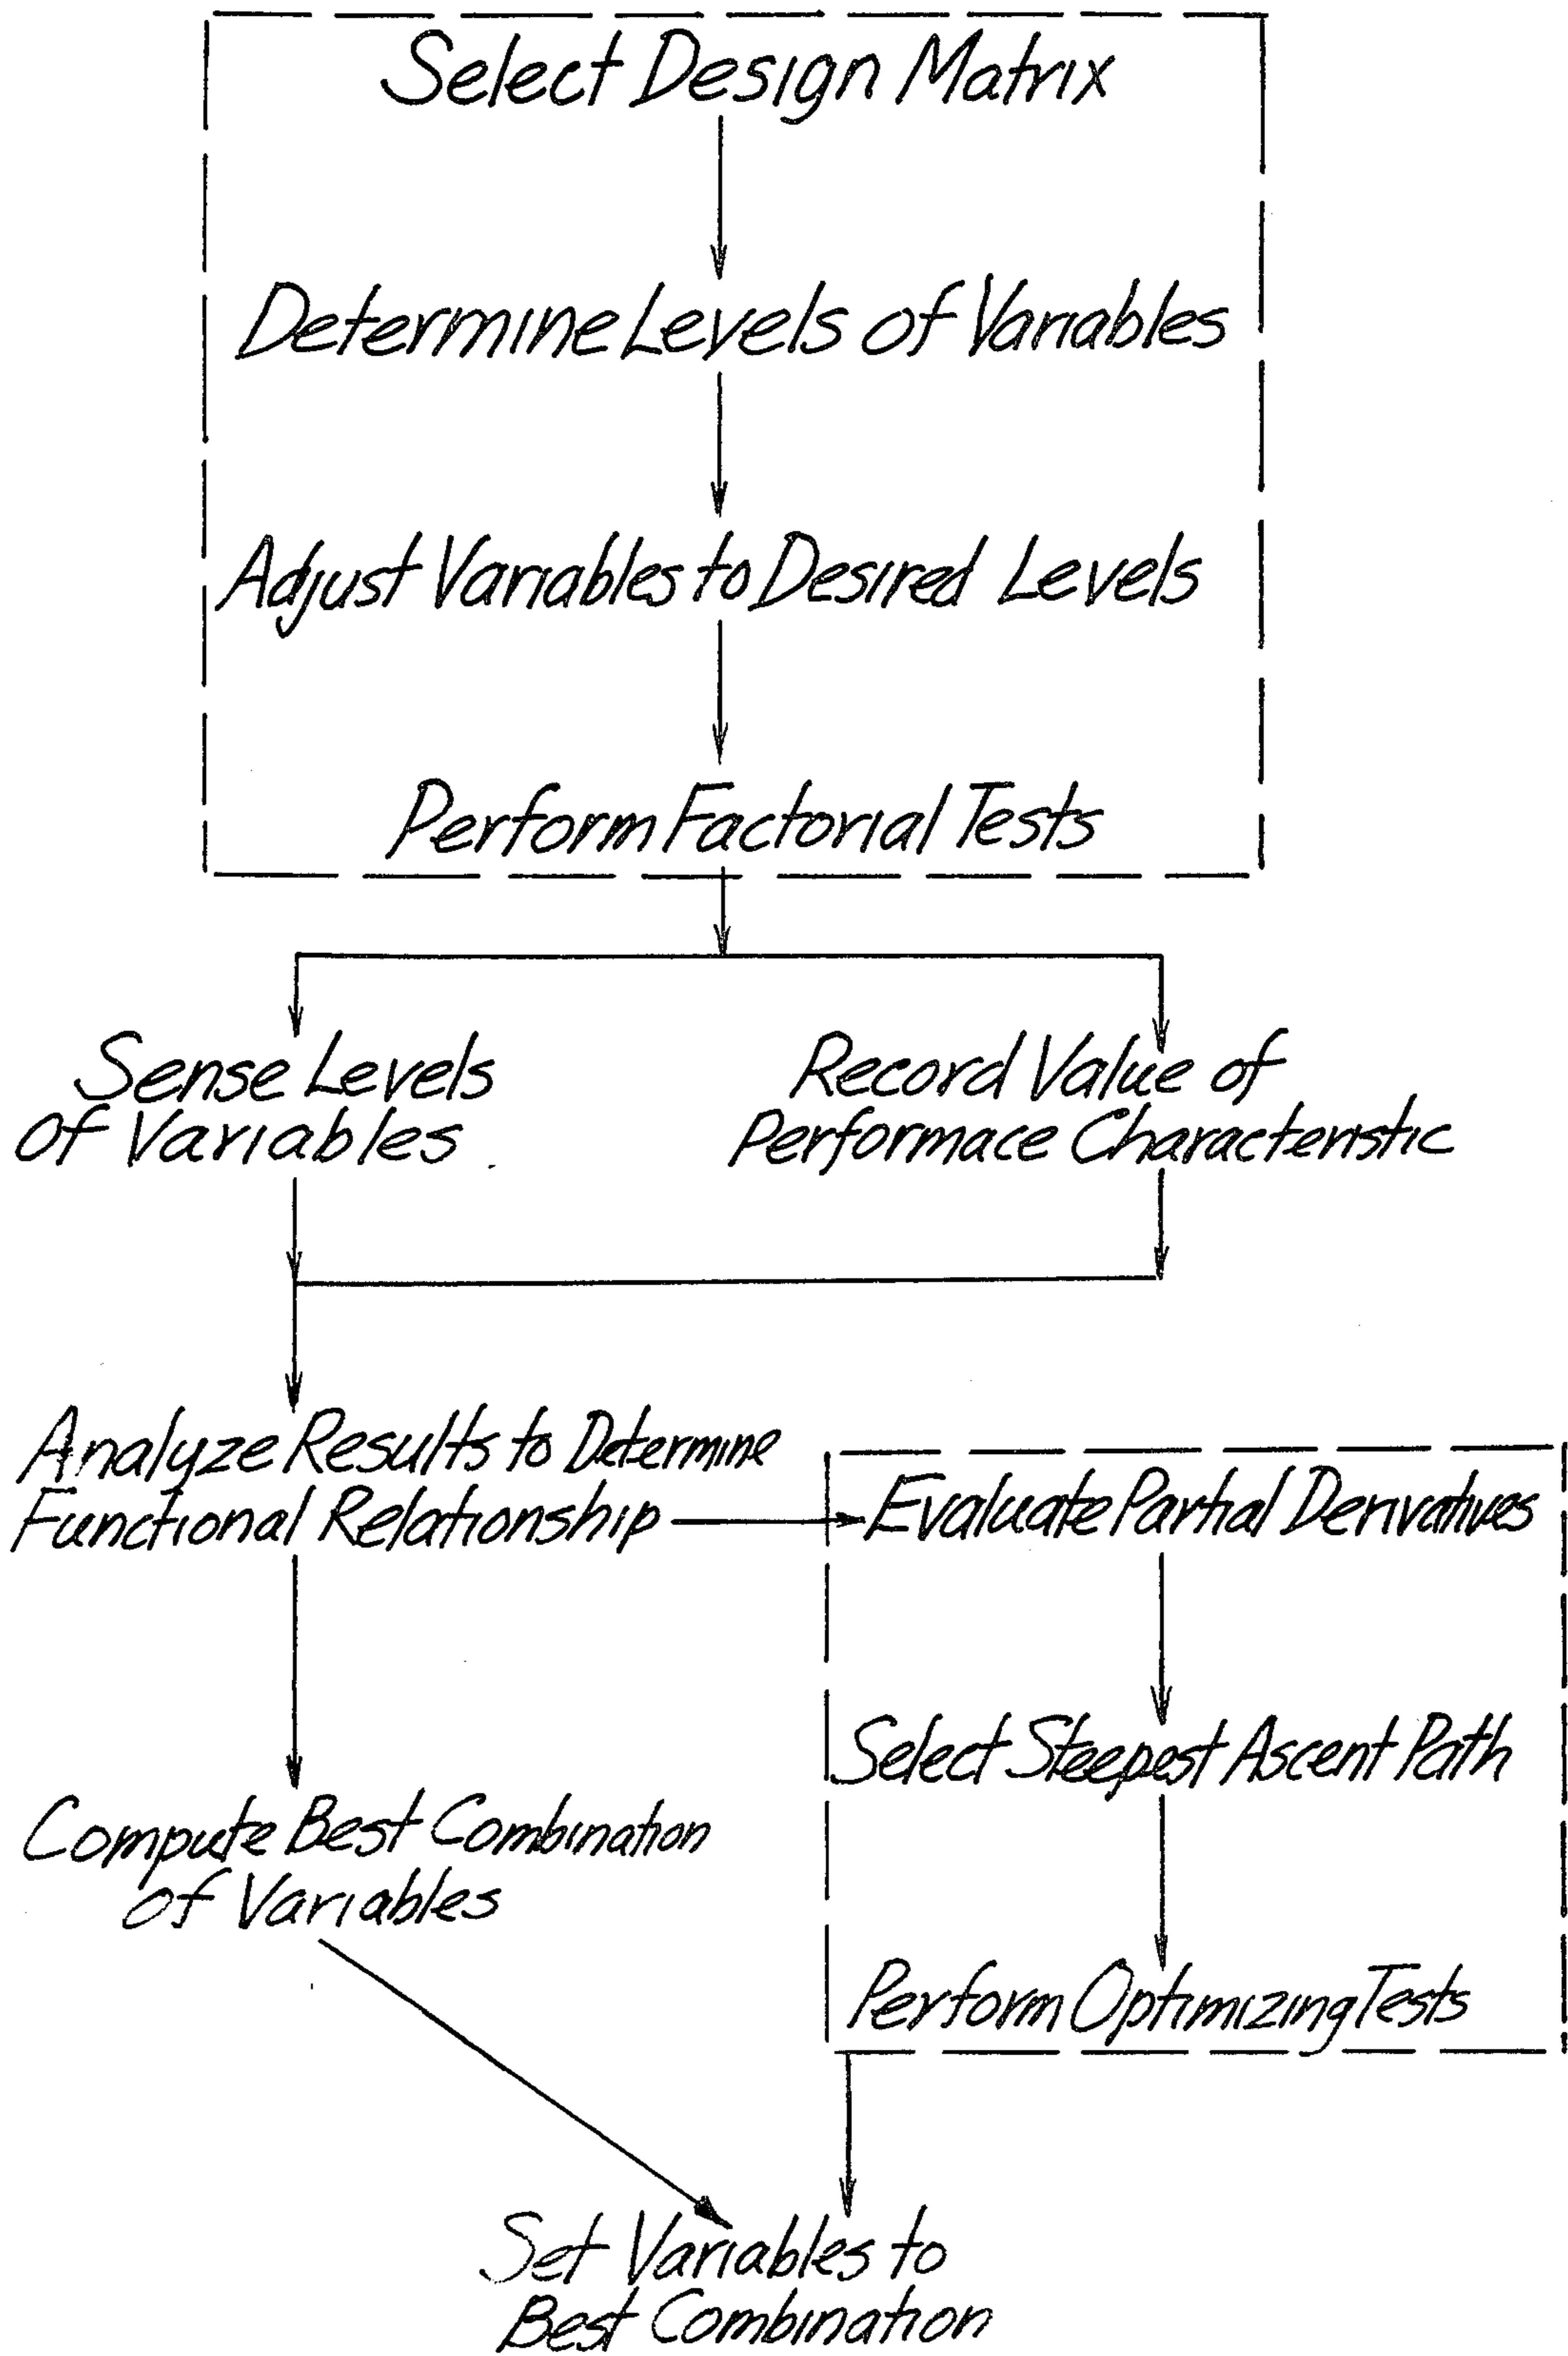 Select Design Matrix
Determine Levels of Variables
Adjust Variables to Desired Levels
Perform Factorial Tests
Sense Levels
of Variables
Record Value of
Performace Characteristic
Analyze Results to Determine
Functional Relationship
Evaluate Partial Derivatives
Select Steepest Ascent Path
Compute Best Combination
of Variables
Perform Optimizing Tests
Set Variables to
Best Combination